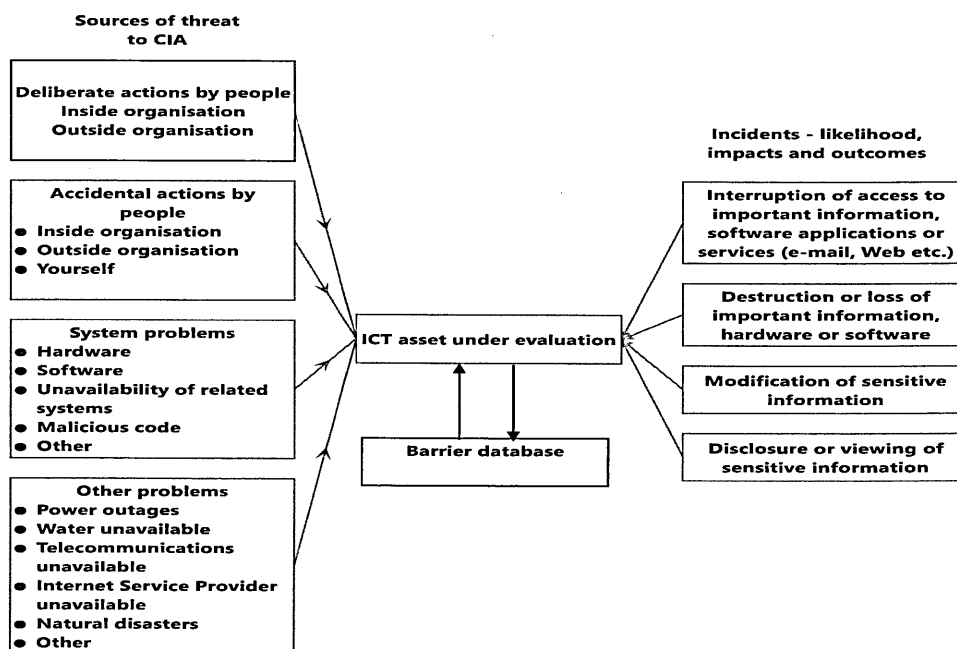 Sources of threat
to CIA
Deliberate actions by people
Inside organisation
Outside organisation
Accidental actions by
people
● Inside organisation
● Outside organisation
● Yourself
System problems
● Hardware
● Software
● Unavailability of related
systems
● Malicious code
● Other
Other problems
● Power outages
● Water unavailable
● Telecommunications
unavailable
● Internet Service Provider
unavailable
● Natural disasters
● Other
ICT asset under evaluation
Barrier database
Incidents - likelihood,
impacts and outcomes
Interruption of access to
important information,
software applications or
services (e-mail, Web etc.)
Destruction or loss of
important information,
hardware or software
Modification of sensitive
information
Disclosure or viewing of
sensitive information